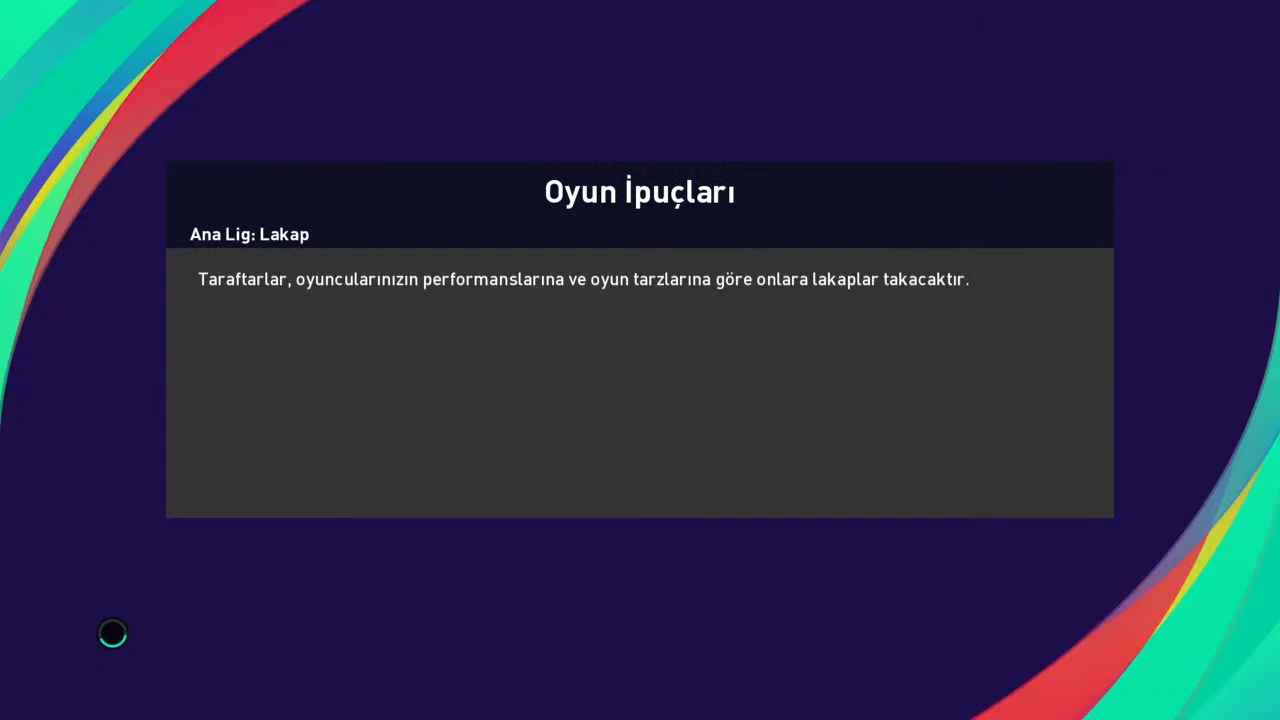 Oyun İpuçları
Ana Lig: Lakap
Taraftarlar, oyuncularınızın performanslarına ve oyun tarzlarına göre onlara lakaplar takacaktır.